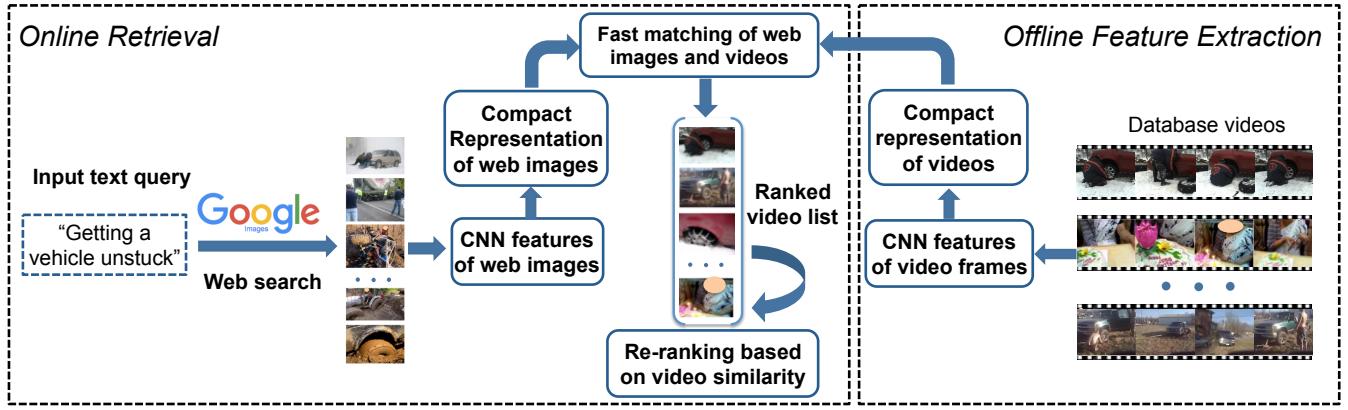 Online Retrieval
Input text query
“Getting a
vehicle unstuck”
Google
Images
Web search
CNN features
of web images
Compact
Representation
of web images
Fast matching of web
images and videos
Ranked
video list
Re-ranking based
on video similarity
Offline Feature Extraction
Compact
representation
of videos
CNN features
of video frames
Database videos